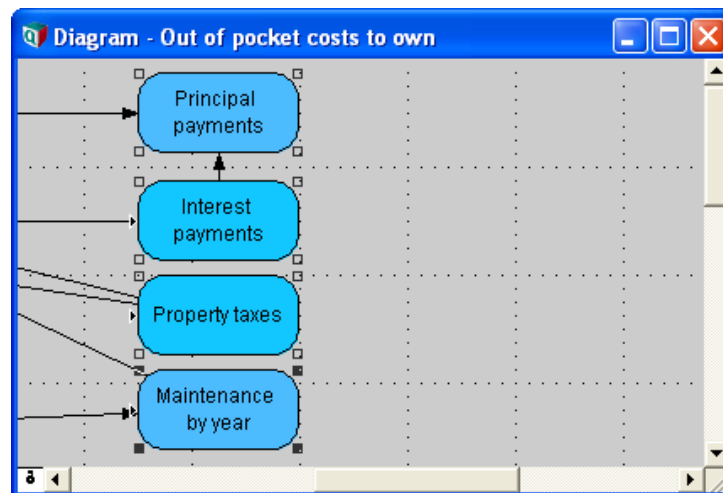 Diagram - Out of pocket costs to own
Principal
payments
Interest
payments
Property taxes
Maintenance
by year